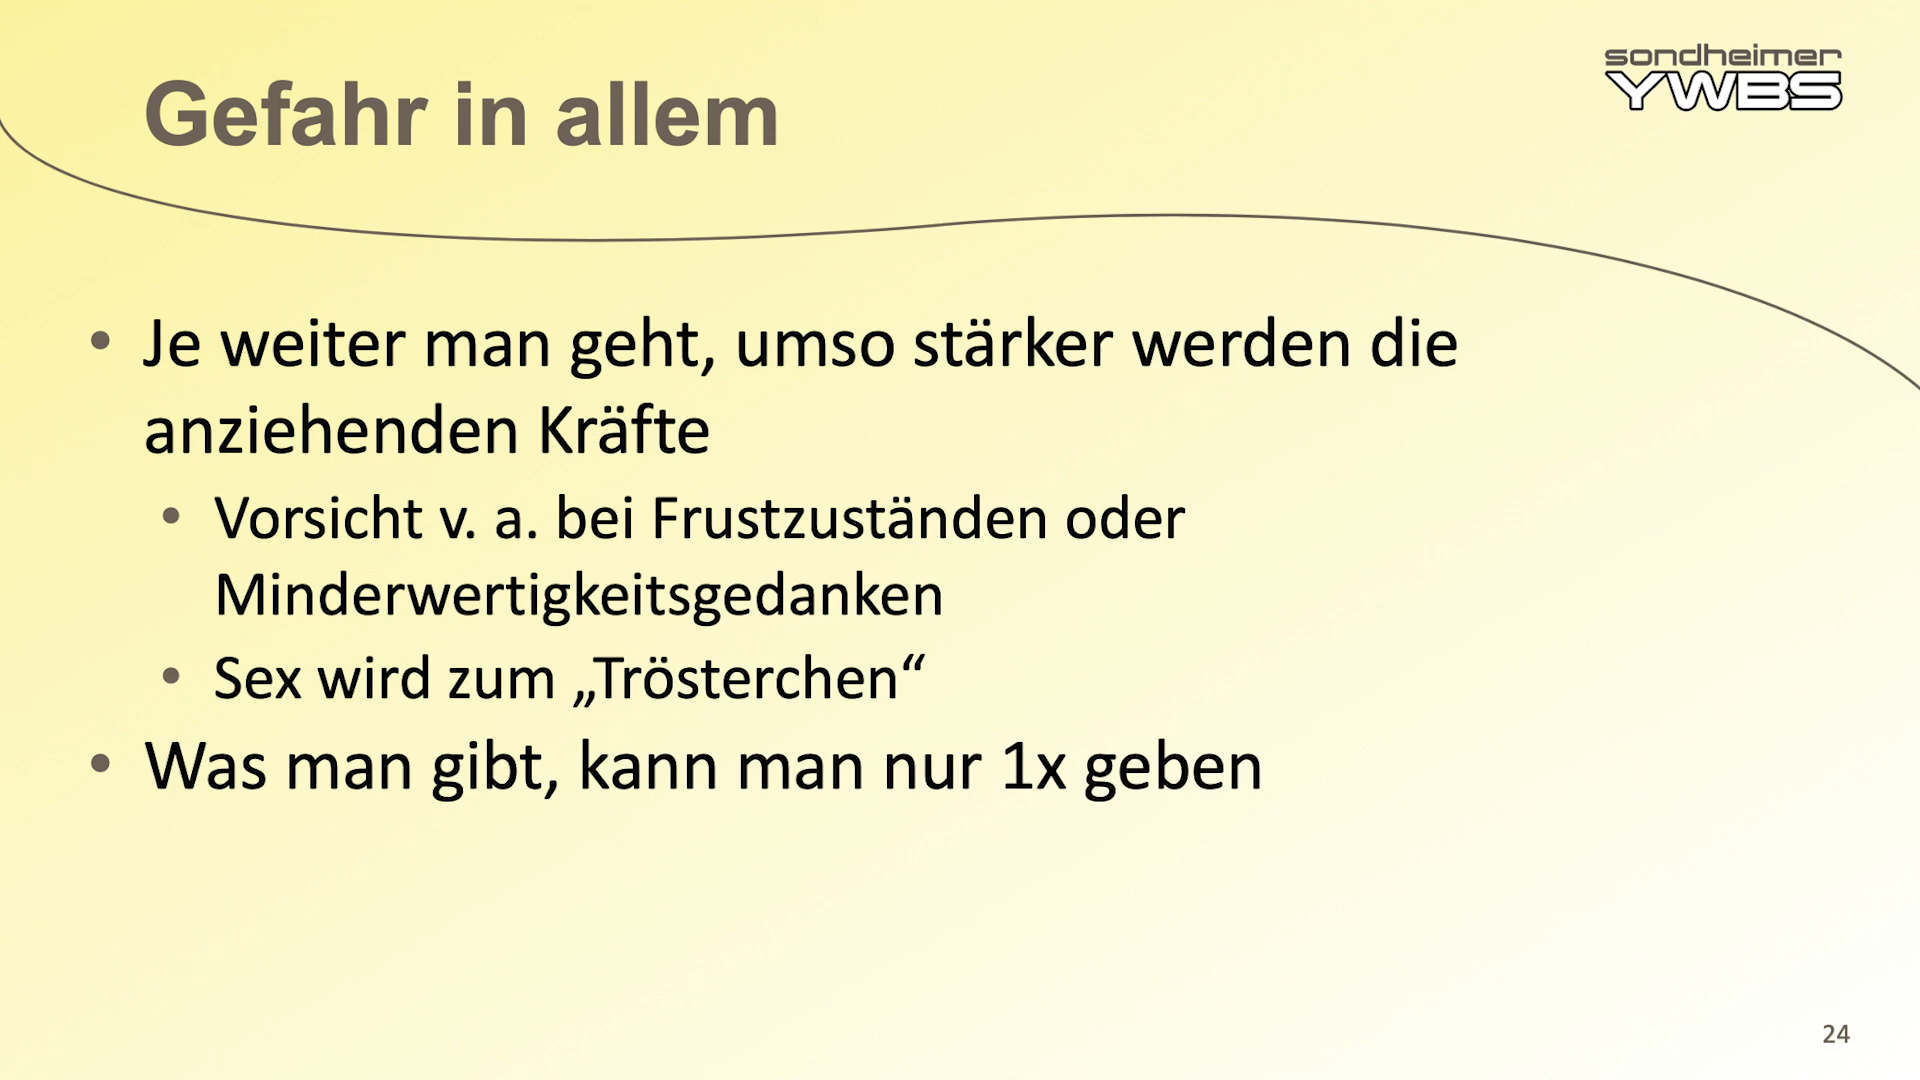 sondheimer
YWBS
Gefahr in allem
• Je weiter man geht, umso stärker werden die
anziehenden Kräfte
• Vorsicht v. a. bei Frustzuständen oder
Minderwertigkeitsgedanken
• Sex wird zum „Trösterchen“
• Was man gibt, kann man nur 1x geben
24